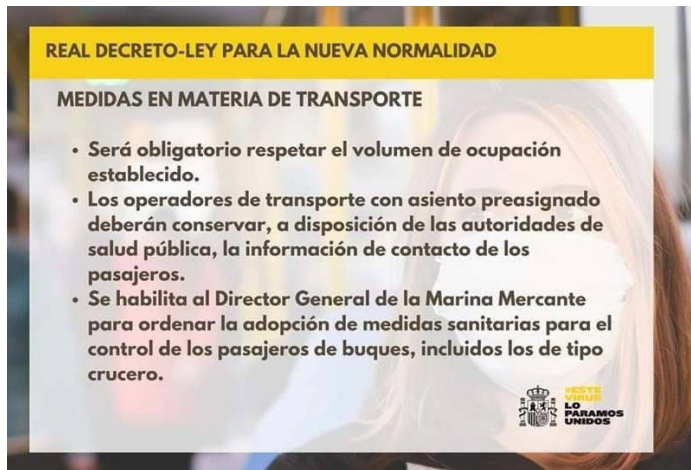 REAL DECRETO-LEY PARA LA NUEVA NORMALIDAD
MEDIDAS EN MATERIA DE TRANSPORTE
• Será obligatorio respetar el volumen de ocupación
establecido.
• Los operadores de transporte con asiento preasignado
deberán conservar, a disposición de las autoridades de
salud pública, la información de contacto de los
pasajeros.
• Se habilita al Director General de la Marina Mercante
para ordenar la adopción de medidas sanitarias para el
control de los pasajeros de buques, incluidos los de tipo
crucero.
#ESTE
VIRUS
LO
PARAMOS
UNIDOS